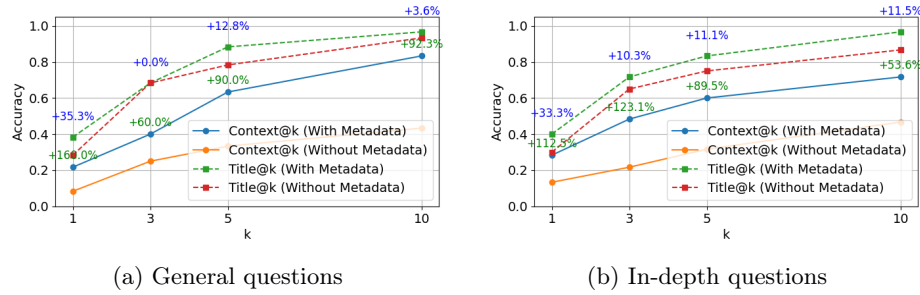 +3.6%
1.0
+12.8%
+92.3%
0.8
+0.0%
+90.0%
Accuracy
0.6
+35.3%
+60.0%
0.4
Context@k (With Metadata)
Context@k (Without Metadata)
0.2
Title@k (With Metadata)
Title@k (Without Metadata)
0.0
1 3 5 10
k
(a) General questions
+11.5%
1.0
+11.1%
+10.3%
0.8
+53.6%
+89.5%
Accuracy
0.6
+33.3%
+123.1%
0.4
Context@k (With Metadata)
+112.5%
Context@k (Without Metadata)
0.2
Title@k (With Metadata)
Title@k (Without Metadata)
0.0
1 3 5 10
k
(b) In-depth questions